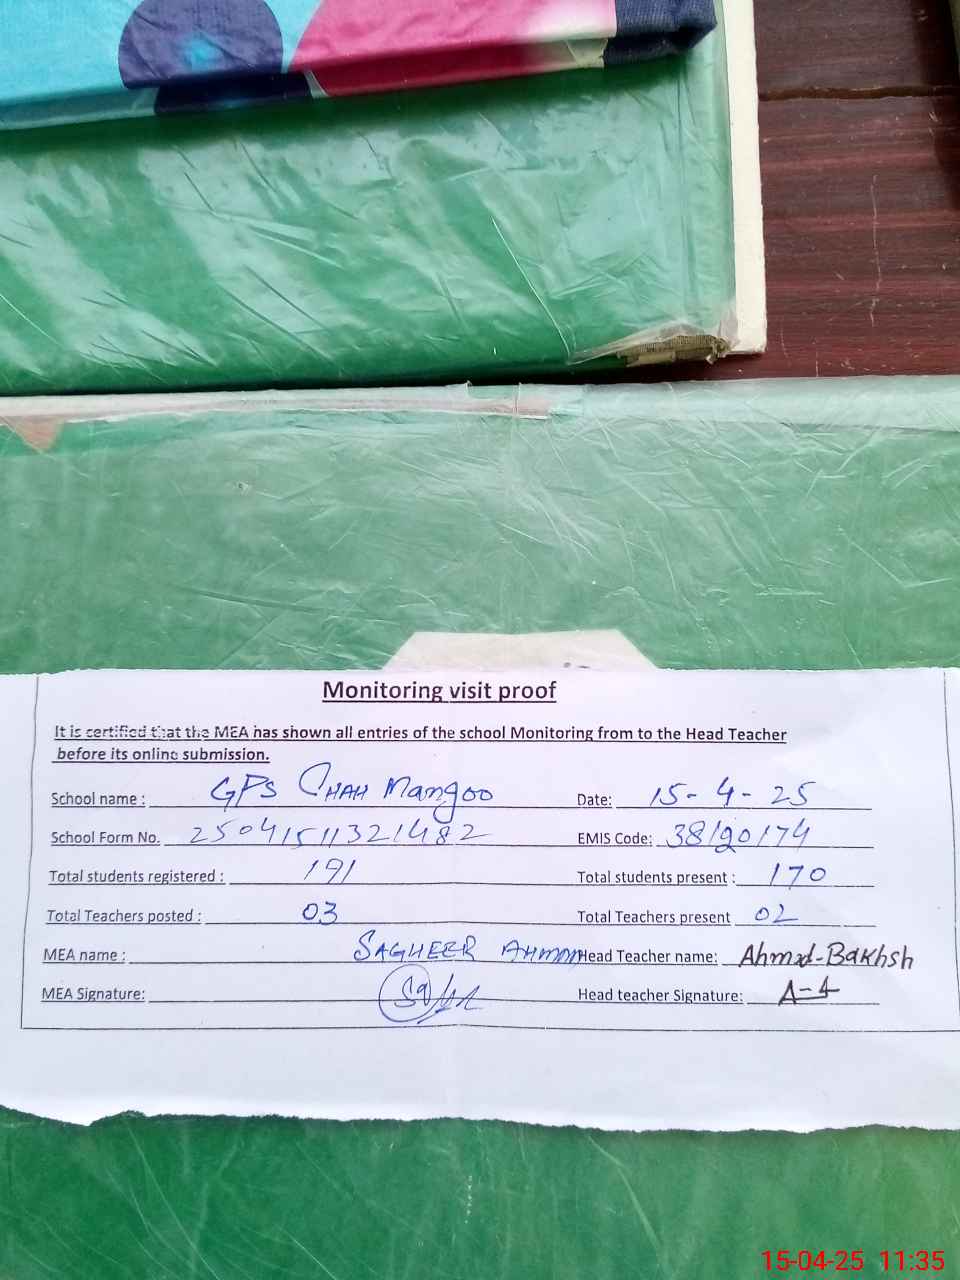 Monitoring visit proof
It is certified that the MEA has shown all entries of the school Monitoring from to the Head Teacher
before its online submission.
School name : GPS CHAH Mangoo Date: 15-4-25
School Form No. 25041511321482 EMIS Code: 38120174
Total students registered : 191 Total students present : 170
Total Teachers posted : 03 Total Teachers present 02
MEA name : SAGHEER AHMAD Head Teacher name: Ahmad-Bakhsh
MEA Signature: Head teacher Signature:
15-04-25 11:35